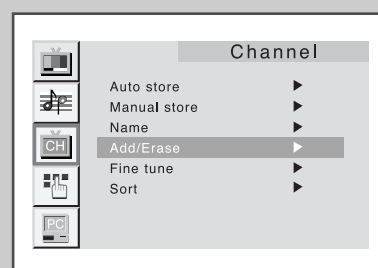 Channel
Auto store
Manual store
Name
CH
Add/Erase
Fine tune
Sort
PC